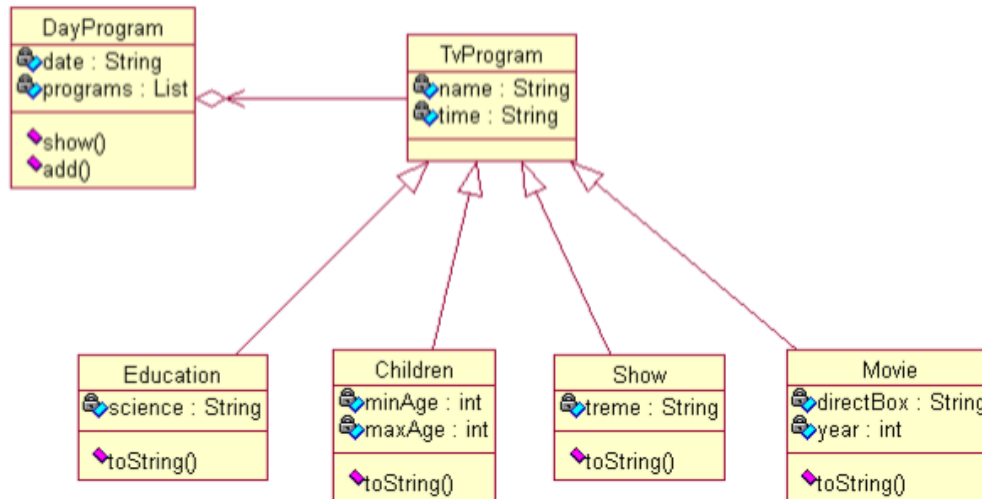 DayProgram
date : String
programs : List
show()
add()
TvProgram
name : String
time : String
Education
science : String
toString()
Children
minAge : int
maxAge : int
toString()
Show
treme : String
toString()
Movie
directBox : String
year : int
toString()